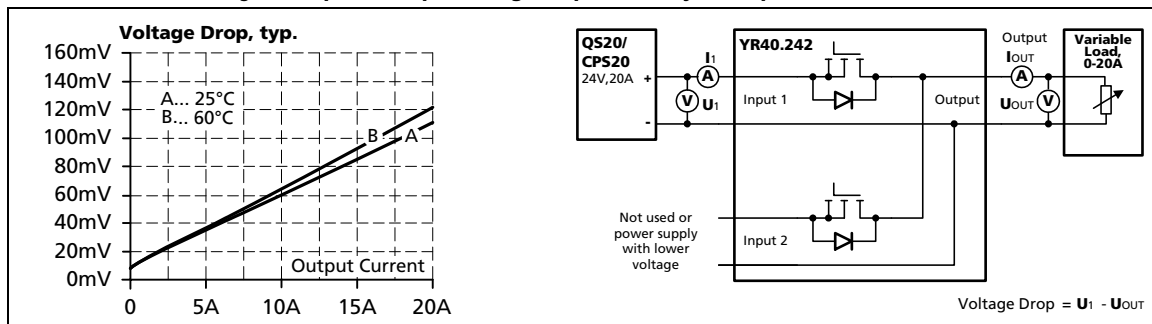 Voltage Drop, typ.
160mV
140mV
120mV
100mV
80mV
60mV
40mV
20mV
0mV
A... 25°C
B... 60°C
B
A
Output Current
0
5A
10A
15A
20A
QS20/
CPS20
24V,20A
+
-
I1
A
V
U1
YR40.242
Input 1
Output
Input 2
Not used or
power supply
with lower
voltage
Output
IOUT
A
UOUT
V
Variable
Load,
0-20A
Voltage Drop = U1 - UOUT